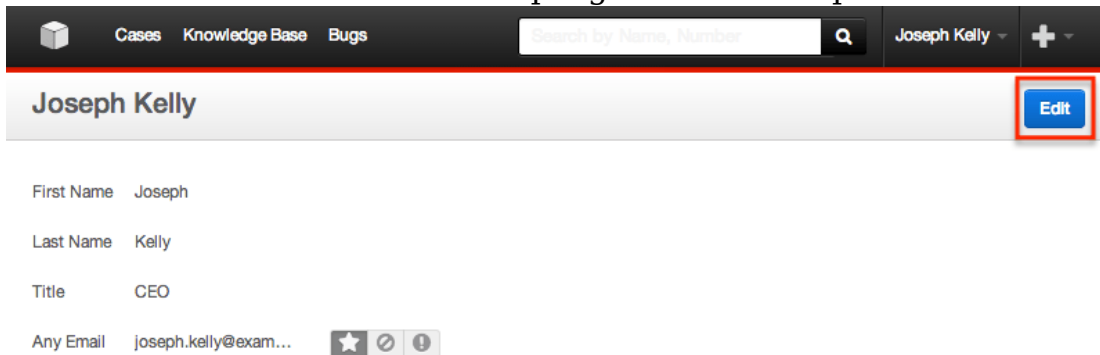 Cases Knowledge Base Bugs Search by Name, Number Joseph Kelly
Joseph Kelly Edit
First Name Joseph
Last Name Kelly
Title CEO
Any Email joseph.kelly@exam...